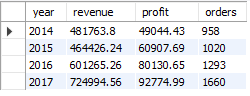 year revenue profit orders
2014 481763.8 49044.43 958
2015 464426.24 60907.69 1020
2016 601265.26 80130.65 1293
2017 724994.56 92774.99 1660